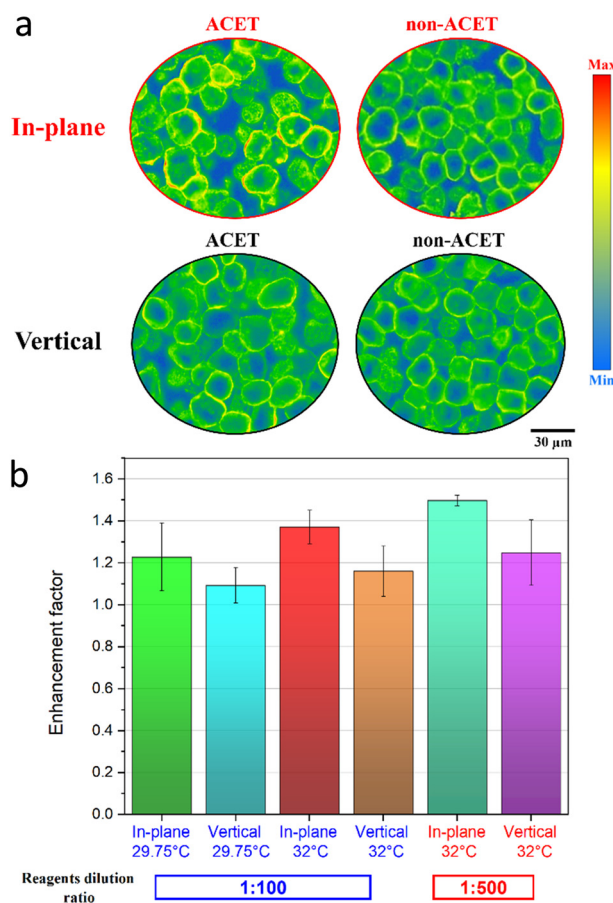 a
ACET non-ACET
Max
In-plane
ACET non-ACET
Vertical
Min
30 µm
b
Enhancement factor
1.6
1.4
1.2
1.0
0.8
0.6
0.4
0.2
0.0
In-plane Vertical In-plane Vertical In-plane Vertical
29.75°C 29.75°C 32°C 32°C 32°C 32°C
Reagents dilution
ratio
1:100 1:500